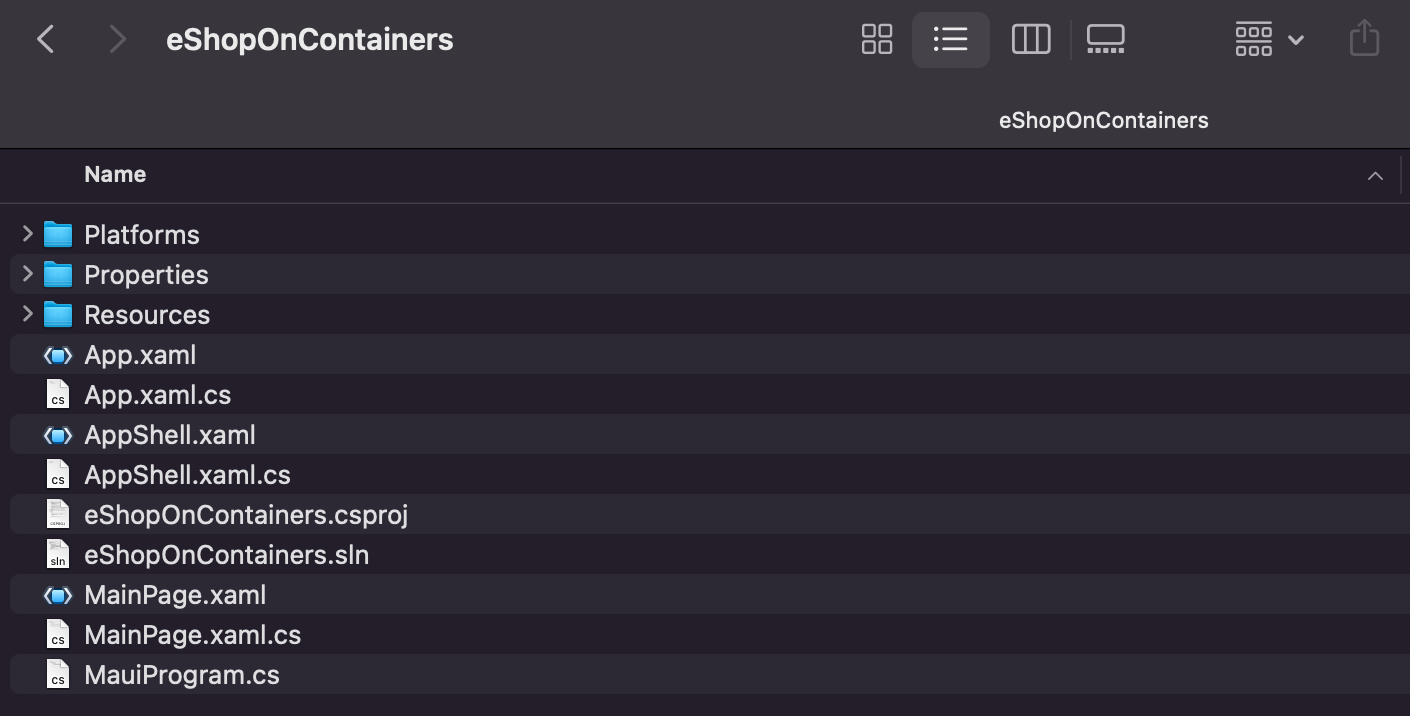 eShopOnContainers
eShopOnContainers
Name
Platforms
Properties
Resources
App.xaml
cs App.xaml.cs
AppShell.xaml
cs AppShell.xaml.cs
eShopOnContainers.csproj
sln eShopOnContainers.sln
MainPage.xaml
cs MainPage.xaml.cs
cs MauiProgram.cs